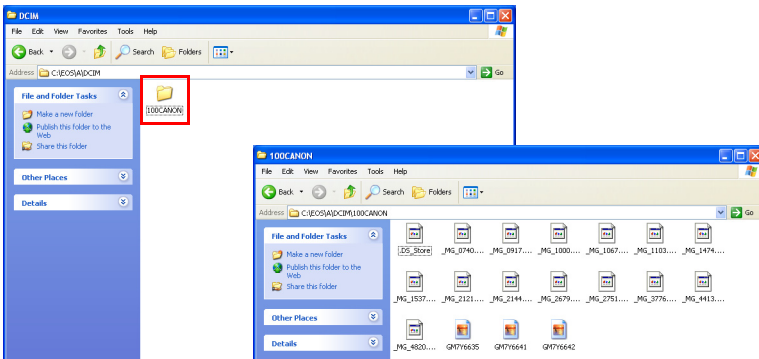 DCIM
File Edit View Favorites Tools Help
Back Search Folders
Address C:\EOS\A\DCIM Go
File and Folder Tasks
Make a new folder
Publish this folder to the
Web
Share this folder
Other Places
Details
100CANON
100CANON
File Edit View Favorites Tools Help
Back Search Folders
Address C:\EOS\A\DCIM\100CANON Go
File and Folder Tasks
Make a new folder
Publish this folder to the
Web
Share this folder
Other Places
Details
.DS_Store _MG_0740.... _MG_0917.... _MG_1000.... _MG_1067.... _MG_1103.... _MG_1474....
_MG_1537.... _MG_2121.... _MG_2144.... _MG_2679.... _MG_2751.... _MG_3776.... _MG_4413....
_MG_4820.... GM7Y6635 GM7Y6641 GM7Y6642